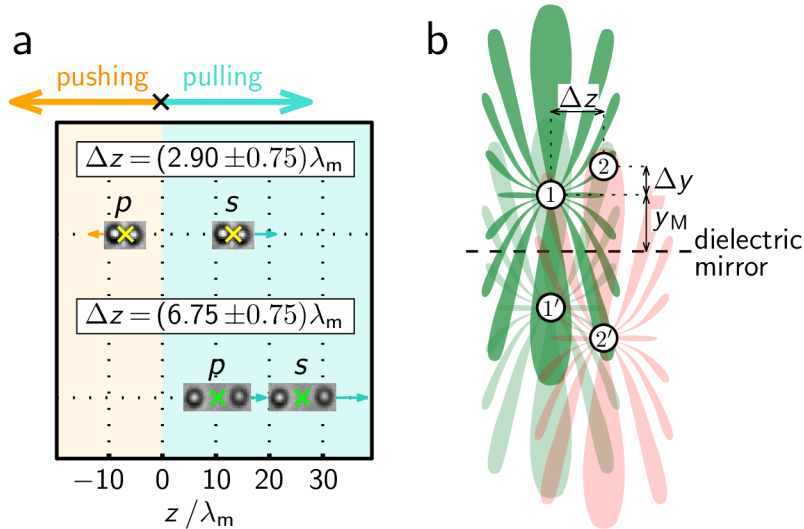 a
pushing pulling
Δz=(2.90 ±0.75)λm
p s
Δz=(6.75 ±0.75)λm
p s
−10 0 10 20 30
z /λm
b
Δz
2
Δy
1
yM
dielectric
mirror
1′
2′